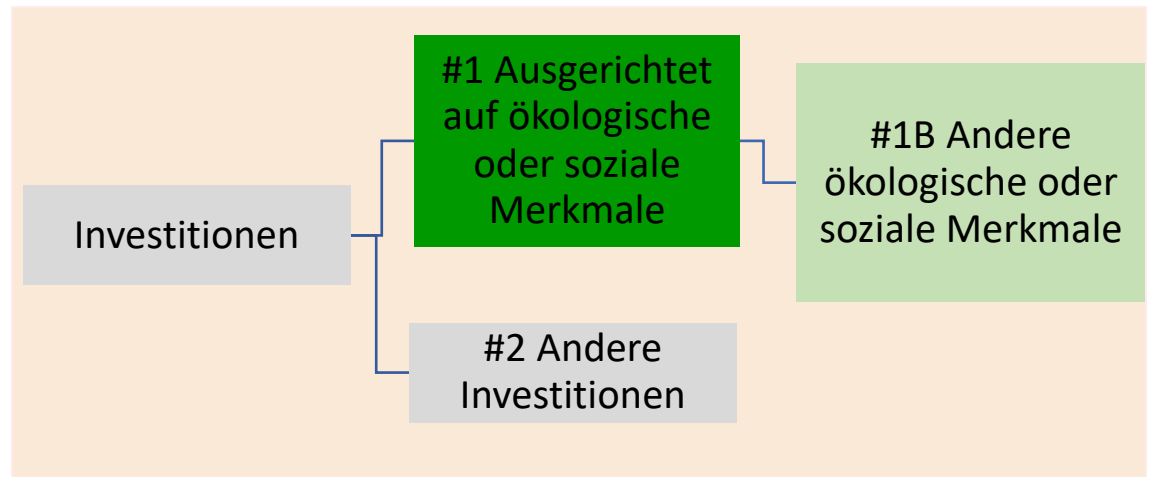 Investitionen
#1 Ausgerichtet
auf ökologische
oder soziale
Merkmale
#1B Andere
ökologische oder
soziale Merkmale
#2 Andere
Investitionen